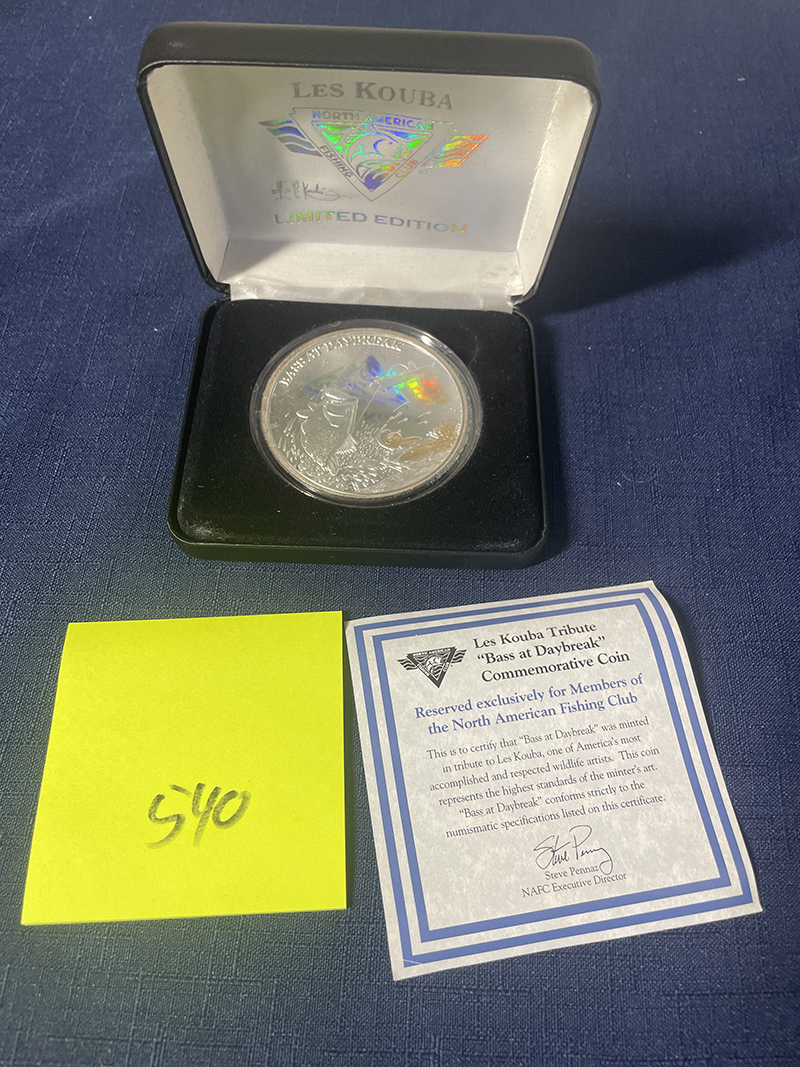 LES KOUBA
NORTH AMERICAN
FISHING CLUB
LIMITED EDITION
BASS AT DAYBREAK
540
NORTH AMERICAN
Les Kouba Tribute
"Bass at Daybreak"
Commemorative Coin
Reserved exclusively for Members of
the North American Fishing Club
This is to certify that "Bass at Daybreak" was minted
in tribute to Les Kouba, one of America's most
accomplished and respected wildlife artists. This coin
represents the highest standards of the minter's art.
"Bass at Daybreak" conforms strictly to the
numismatic specifications listed on this certificate.
Steve Pennaz
NAFC Executive Director